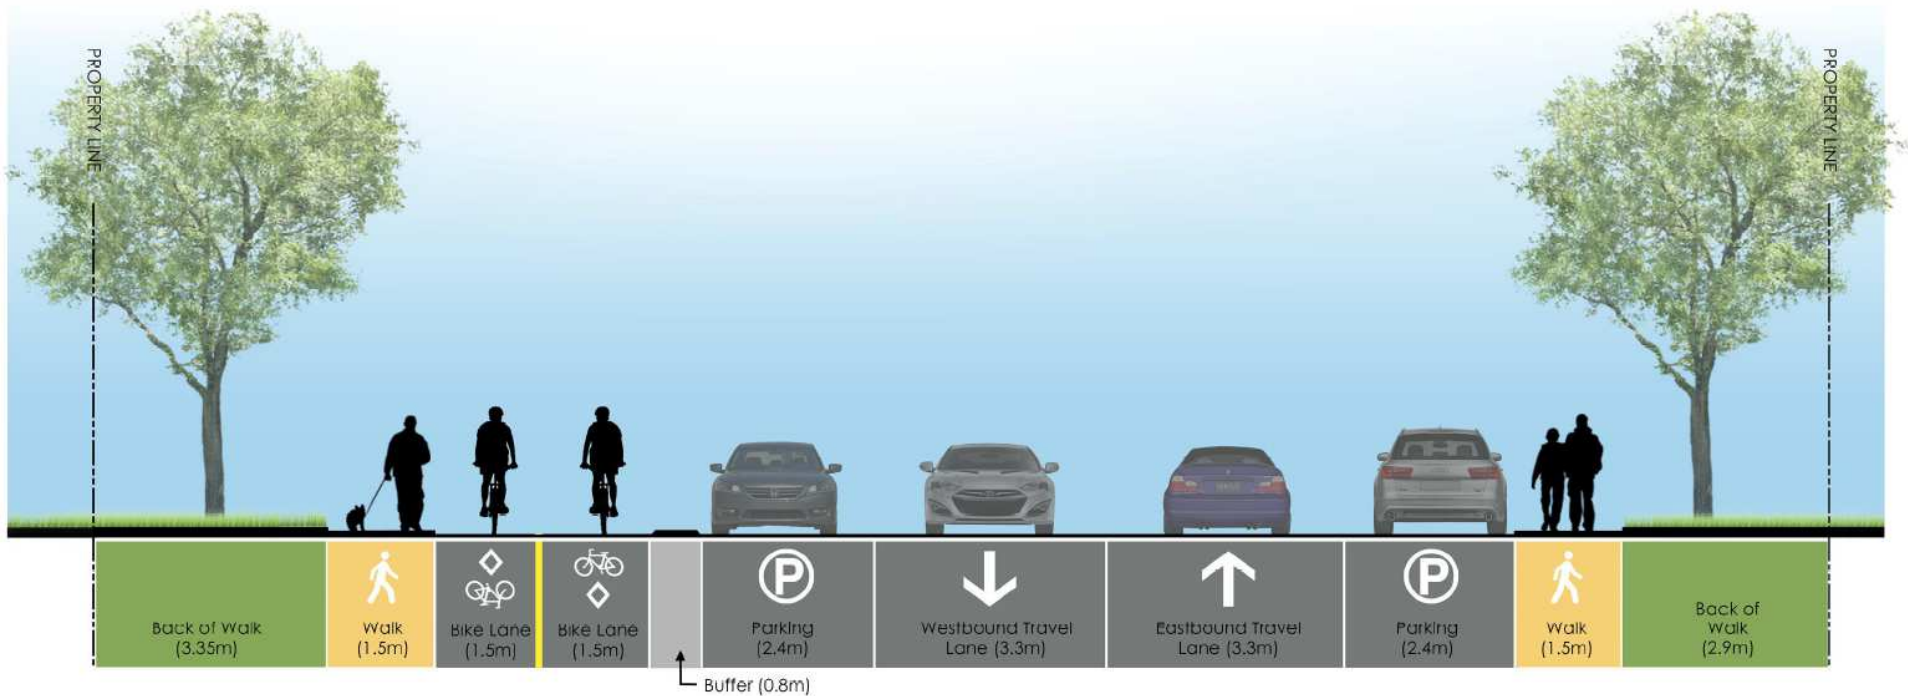 PROPERTY LINE
PROPERTY LINE
Back of Walk
(3.35m)
Walk
(1.5m)
Bike Lane
(1.5m)
Bike Lane
(1.5m)
Buffer (0.8m)
P
Parking
(2.4m)
Westbound Travel
Lane (3.3m)
Eastbound Travel
Lane (3.3m)
P
Parking
(2.4m)
Walk
(1.5m)
Back of
Walk
(2.9m)